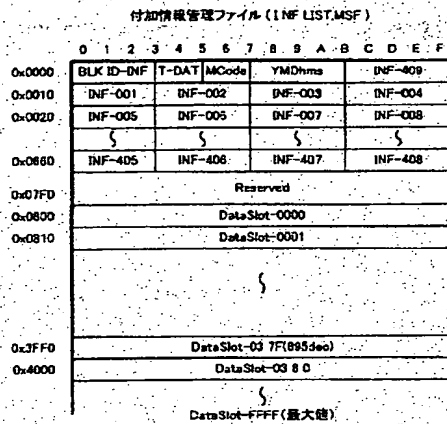 付加情報管理ファイル(INF LIST.MSF)
0 1 2 3 4 5 6 7 8 9 A B C D E F
0x0000 BLK ID-INF T-DAT MCode YMDhms INF-409
0x0010 INF-001 INF-002 INF-003 INF-004
0x0020 INF-005 INF-006 INF-007 INF-008
0x0660 INF-405 INF-406 INF-407 INF-408
0x07F0 Reserved
0x0800 DataSlot-0000
0x0810 DataSlot-0001
0x3FF0 DataSlot-03 7F(895dec)
0x4000 DataSlot-03 8 0
DataSlot-FFFF(最大値)